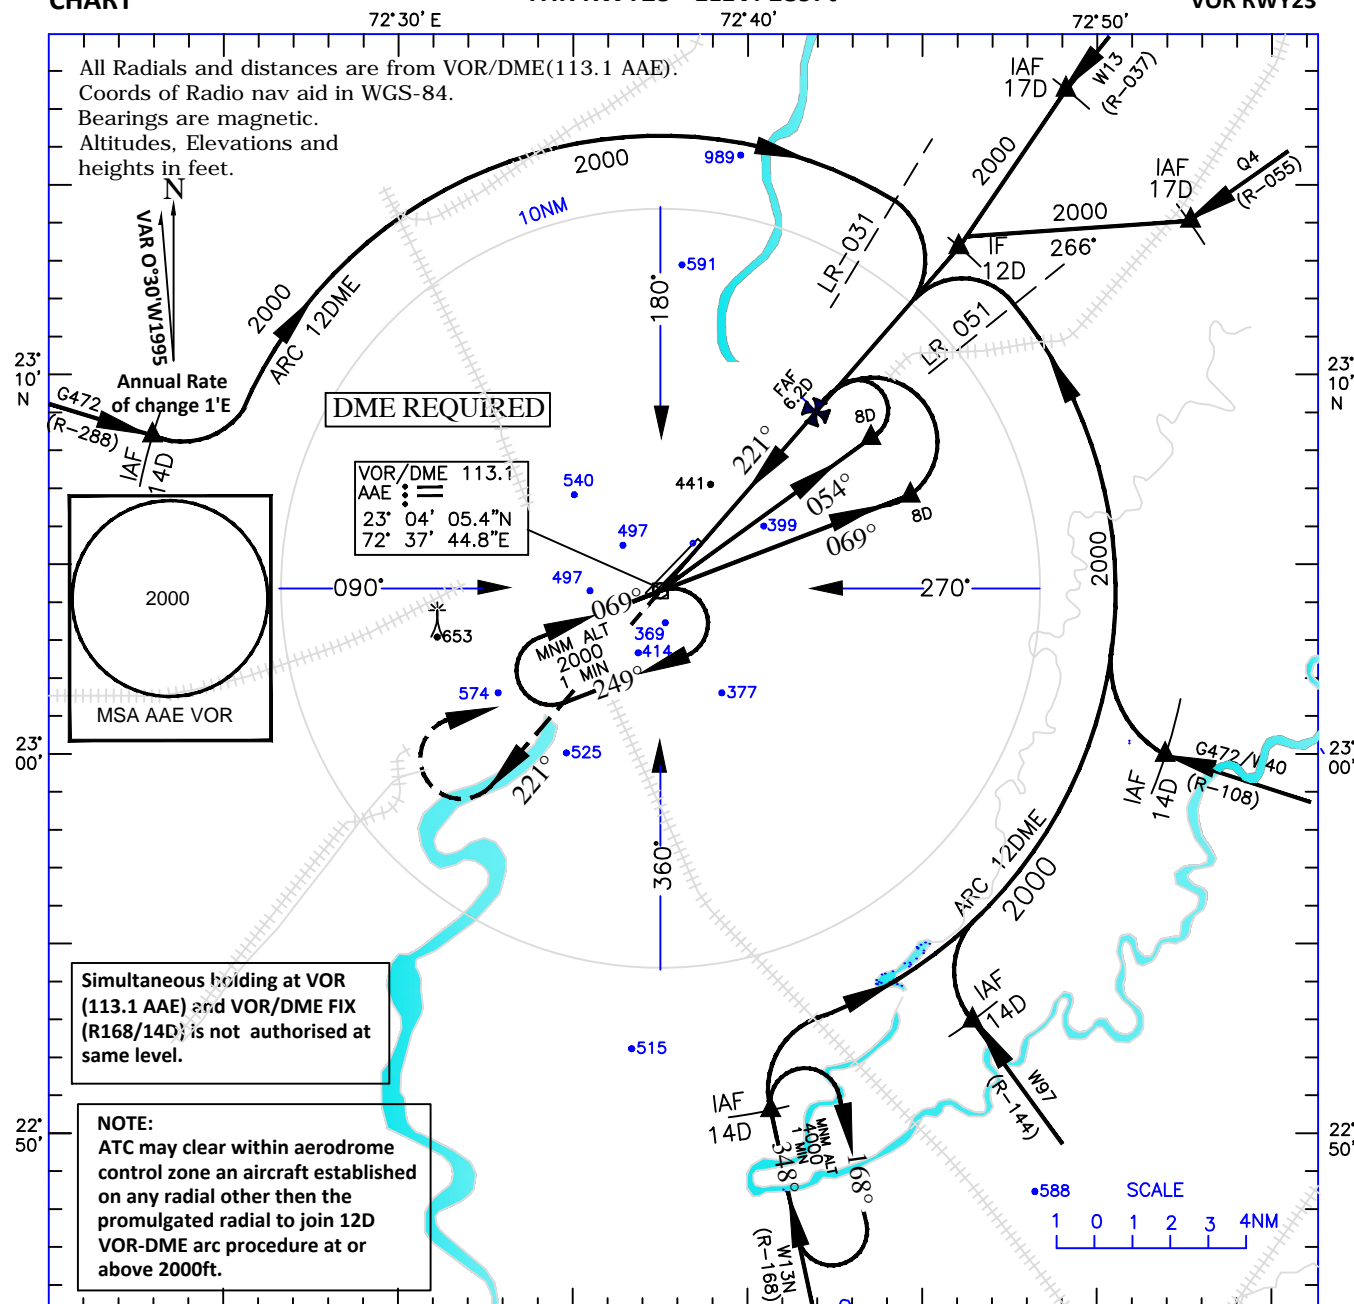 CHART
VOR RWY23
72°30' E
72°40'
72°50'
All Radials and distances are from VOR/DME(113.1 AAE).
Coords of Radio nav aid in WGS-84.
Bearings are magnetic.
Altitudes, Elevations and
heights in feet.
N
VAR 0°30'W1995
Annual Rate
of change 1'E
IAF
17D
W13
(R-037)
2000
IAF
17D
Q4
(R-055)
2000
266°
IF
12D
2000
989
10NM
591
180°
LR-031
LR 051
2000
ARC 12DME
23°
10'
N
23°
10'
N
G472
(R-288)
IAF
14D
DME REQUIRED
FAF
6.2D
8D
221°
054°
069°
8D
VOR/DME 113.1
AAE
23° 04' 05.4"N
72° 37' 44.8"E
540
441
497
399
497
090°
270°
2000
2000
MSA AAE VOR
653
069°
MNM ALT
2000
1 MIN
249°
369
414
574
377
525
221°
23°
00'
23°
00'
G472/W40
(R-108)
IAF
14D
360°
ARC 12DME
2000
Simultaneous holding at VOR
(113.1 AAE) and VOR/DME FIX
(R168/14D) is not authorised at
same level.
515
IAF
14D
W97
(R-144)
IAF
14D
MNM ALT
4000
1 MIN
348°
168°
W13N
(R-168)
22°
50'
22°
50'
NOTE:
ATC may clear within aerodrome
control zone an aircraft established
on any radial other then the
promulgated radial to join 12D
VOR-DME arc procedure at or
above 2000ft.
588
SCALE
1 0 1 2 3 4NM